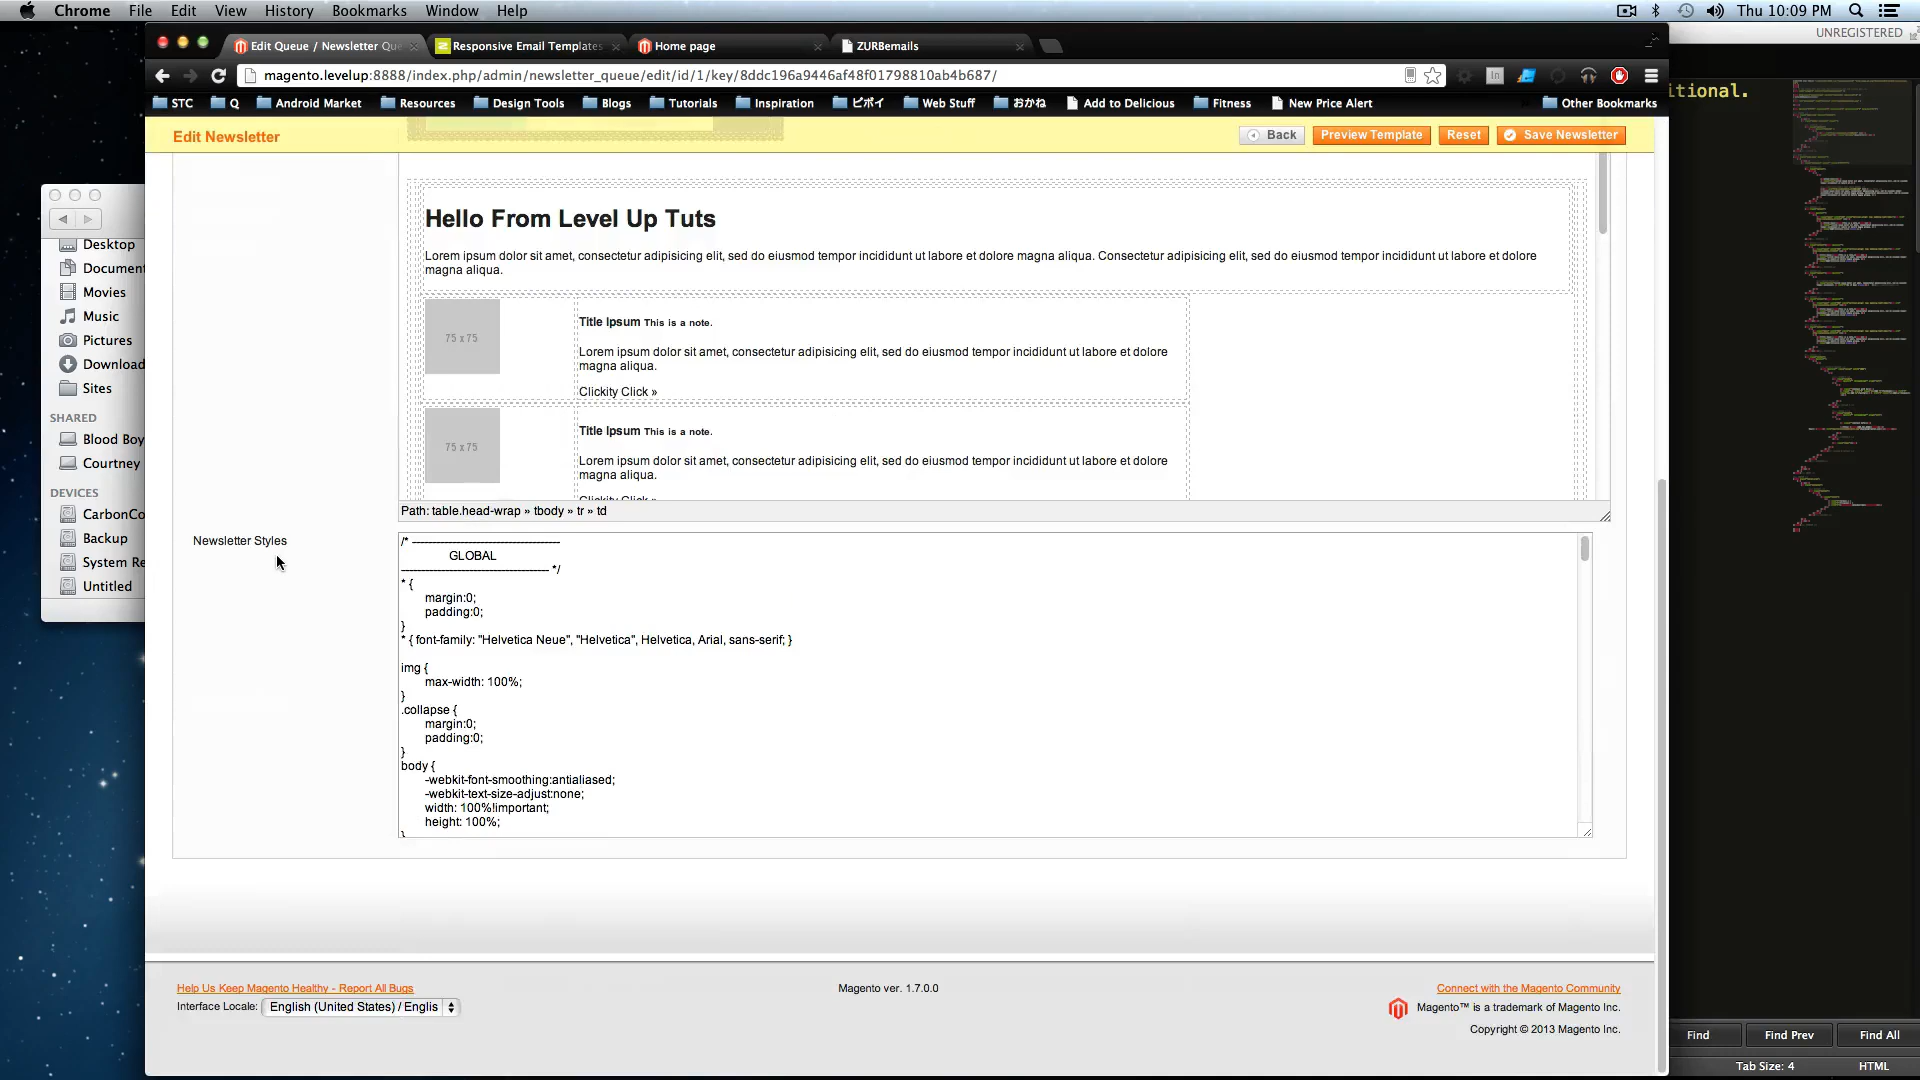 Chrome File Edit View History Bookmarks Window Help Thu 10:09 PM
UNREGISTERED
Edit Queue / Newsletter Que Responsive Email Templates Home page ZURBemails
magento.levelup:8888/index.php/admin/newsletter_queue/edit/id/1/key/8ddc196a9446af48f01798810ab4b687/
itional.
STC Q Android Market Resources Design Tools Blogs Tutorials Inspiration ビボイ Web Stuff おかね Add to Delicious Fitness New Price Alert Other Bookmarks
Edit Newsletter Back Preview Template Reset Save Newsletter
Hello From Level Up Tuts
Lorem ipsum dolor sit amet, consectetur adipisicing elit, sed do eiusmod tempor incididunt ut labore et dolore magna aliqua. Consectetur adipisicing elit, sed do eiusmod tempor incididunt ut labore et dolore
magna aliqua.
75 x 75
Title Ipsum This is a note.
Lorem ipsum dolor sit amet, consectetur adipisicing elit, sed do eiusmod tempor incididunt ut labore et dolore
magna aliqua.
Clickity Click »
75 x 75
Title Ipsum This is a note.
Lorem ipsum dolor sit amet, consectetur adipisicing elit, sed do eiusmod tempor incididunt ut labore et dolore
magna aliqua.
Clickity Click »
Path: table.head-wrap » tbody » tr » td
Desktop
Documen
Movies
Music
Pictures
Download
Sites
SHARED
Blood Boy
Courtney
DEVICES
CarbonCo
Backup
System Re
Untitled
Newsletter Styles
/* -------------------------------------
GLOBAL
------------------------------------- */
* {
margin:0;
padding:0;
}
* { font-family: "Helvetica Neue", "Helvetica", Helvetica, Arial, sans-serif; }
img {
max-width: 100%;
}
.collapse {
margin:0;
padding:0;
}
body {
-webkit-font-smoothing:antialiased;
-webkit-text-size-adjust:none;
width: 100%!important;
height: 100%;
}
Help Us Keep Magento Healthy - Report All Bugs
Interface Locale: English (United States) / Englis
Magento ver. 1.7.0.0
Connect with the Magento Community
Magento™ is a trademark of Magento Inc.
Copyright © 2013 Magento Inc.
Find Find Prev Find All
Tab Size: 4 HTML